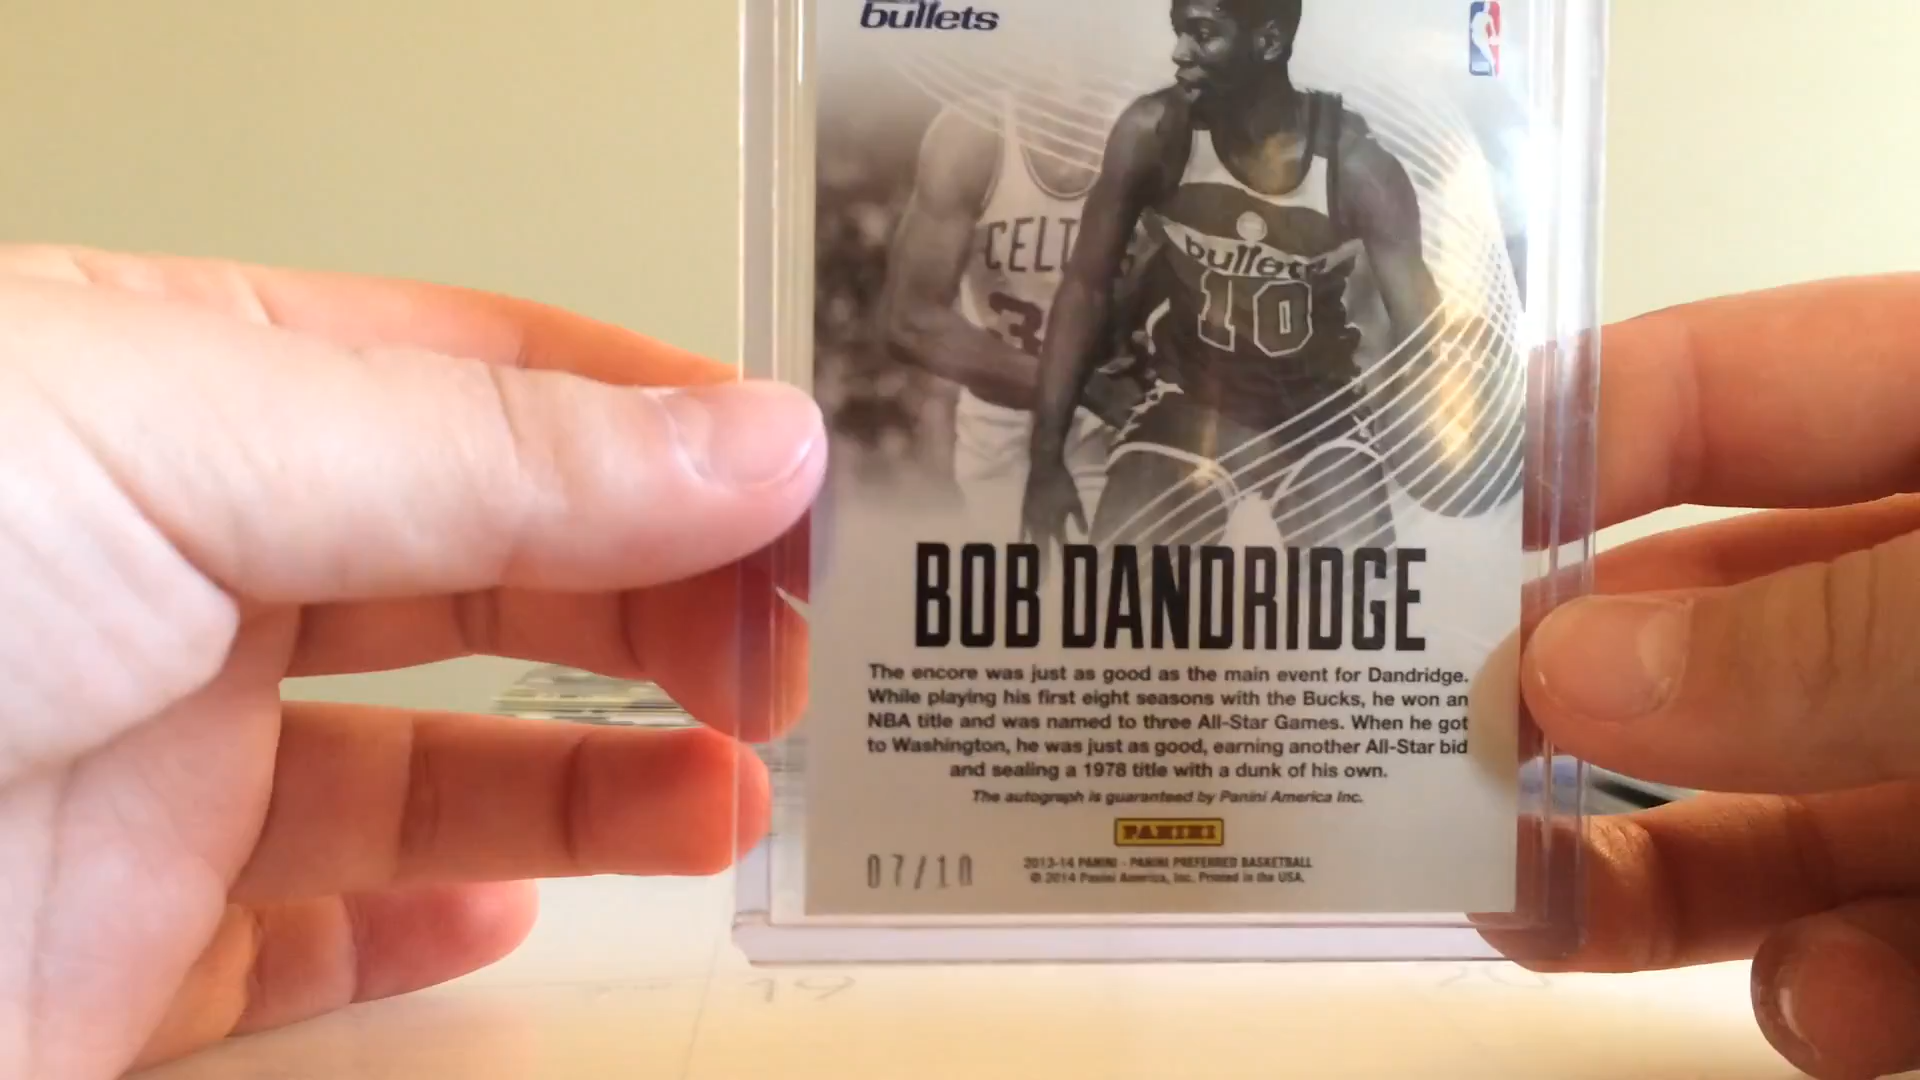 bullets
CELT
3
bullets
10
BOB DANDRIDGE
The encore was just as good as the main event for Dandridge.
While playing his first eight seasons with the Bucks, he won an
NBA title and was named to three All-Star Games. When he got
to Washington, he was just as good, earning another All-Star bid
and sealing a 1978 title with a dunk of his own.
The autograph is guaranteed by Panini America Inc.
PANINI
07/10
2013-14 PANINI - PANINI PREFERRED BASKETBALL
© 2014 Panini America, Inc. Printed in the USA.
19